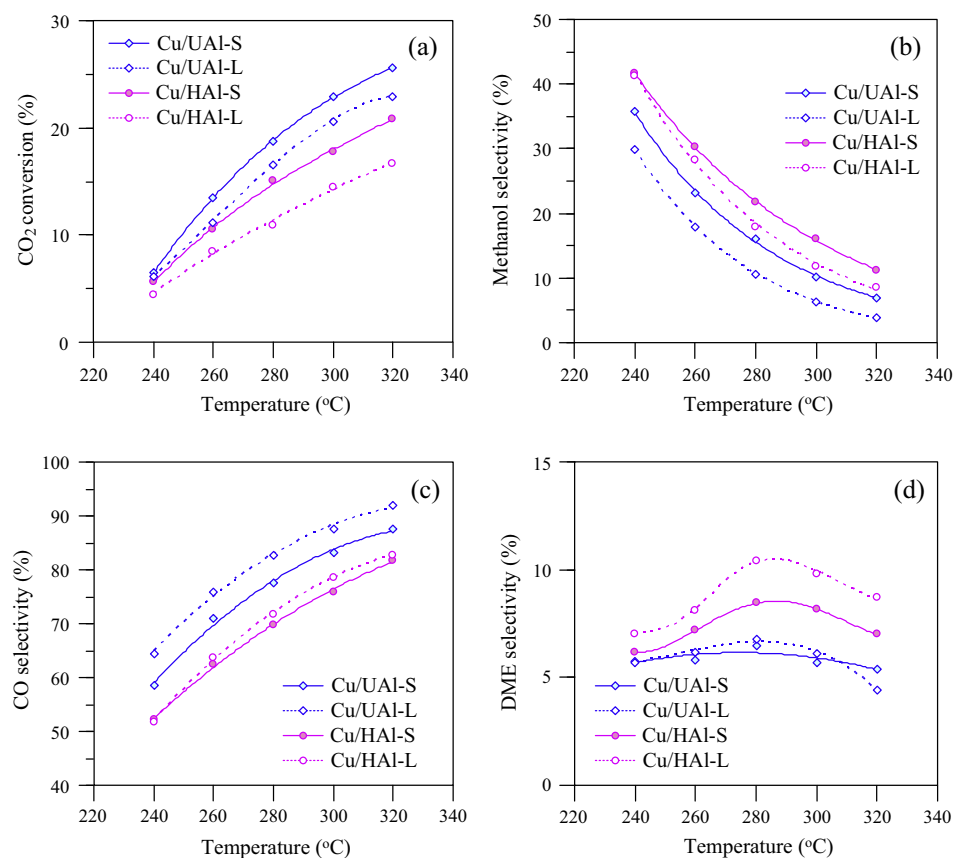 (a)
Cu/UAl-S
Cu/UAl-L
Cu/HAl-S
Cu/HAl-L
CO2 conversion (%)
30
20
10
0
220 240 260 280 300 320 340
Temperature (oC)
(b)
Cu/UAl-S
Cu/UAl-L
Cu/HAl-S
Cu/HAl-L
Methanol selectivity (%)
50
40
30
20
10
0
220 240 260 280 300 320 340
Temperature (oC)
(c)
Cu/UAl-S
Cu/UAl-L
Cu/HAl-S
Cu/HAl-L
CO selectivity (%)
100
90
80
70
60
50
40
220 240 260 280 300 320 340
Temperature (oC)
(d)
Cu/UAl-S
Cu/UAl-L
Cu/HAl-S
Cu/HAl-L
DME selectivity (%)
15
10
5
0
220 240 260 280 300 320 340
Temperature (oC)